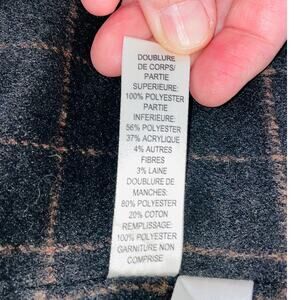 DOUBLURE
DE CORPS/
PARTIE
SUPERIEURE:
100% POLYESTER
PARTIE
INFERIEURE:
56% POLYESTER
37% ACRYLIQUE
4% AUTRES
FIBRES
3% LAINE
DOUBLURE DE
MANCHES:
80% POLYESTER
20% COTON
REMPLISSAGE:
100% POLYESTER
GARNITURE NON
COMPRISE